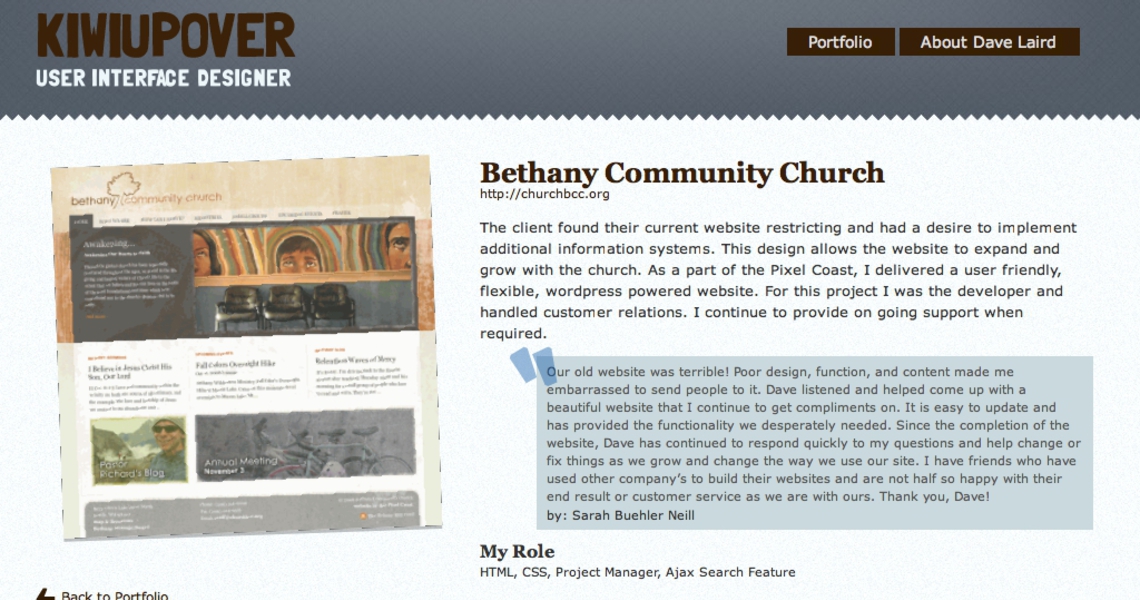 KIWIUPOVER
USER INTERFACE DESIGNER
Portfolio
About Dave Laird
bethany community church
HOME
Awakening...
I Believe in Jesus Christ His
Son, Our Lord
Fall Colors Overnight Hike
Relentless Waves of Mercy
Pastor
Richard's Blog
Annual Meeting
November 3
Bethany Community Church
http://churchbcc.org
The client found their current website restricting and had a desire to implement
additional information systems. This design allows the website to expand and
grow with the church. As a part of the Pixel Coast, I delivered a user friendly,
flexible, wordpress powered website. For this project I was the developer and
handled customer relations. I continue to provide on going support when
required.
Our old website was terrible! Poor design, function, and content made me
embarrassed to send people to it. Dave listened and helped come up with a
beautiful website that I continue to get compliments on. It is easy to update and
has provided the functionality we desperately needed. Since the completion of the
website, Dave has continued to respond quickly to my questions and help change or
fix things as we grow and change the way we use our site. I have friends who have
used other company's to build their websites and are not half so happy with their
end result or customer service as we are with ours. Thank you, Dave!
by: Sarah Buehler Neill
My Role
HTML, CSS, Project Manager, Ajax Search Feature
Back to Portfolio